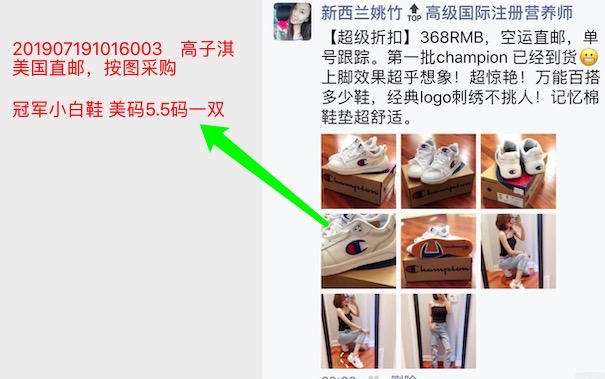 201907191016003 高子淇
美国直邮，按图采购
冠军小白鞋 美码5.5码一双
新西兰姚竹🔝高级国际注册营养师
【超级折扣】368RMB，空运直邮，单
号跟踪。第一批champion 已经到货😬
上脚效果超乎想象！超惊艳！万能百搭
多少鞋，经典logo刺绣不挑人！记忆棉
鞋垫超舒适。
Champion
Champion
Champion